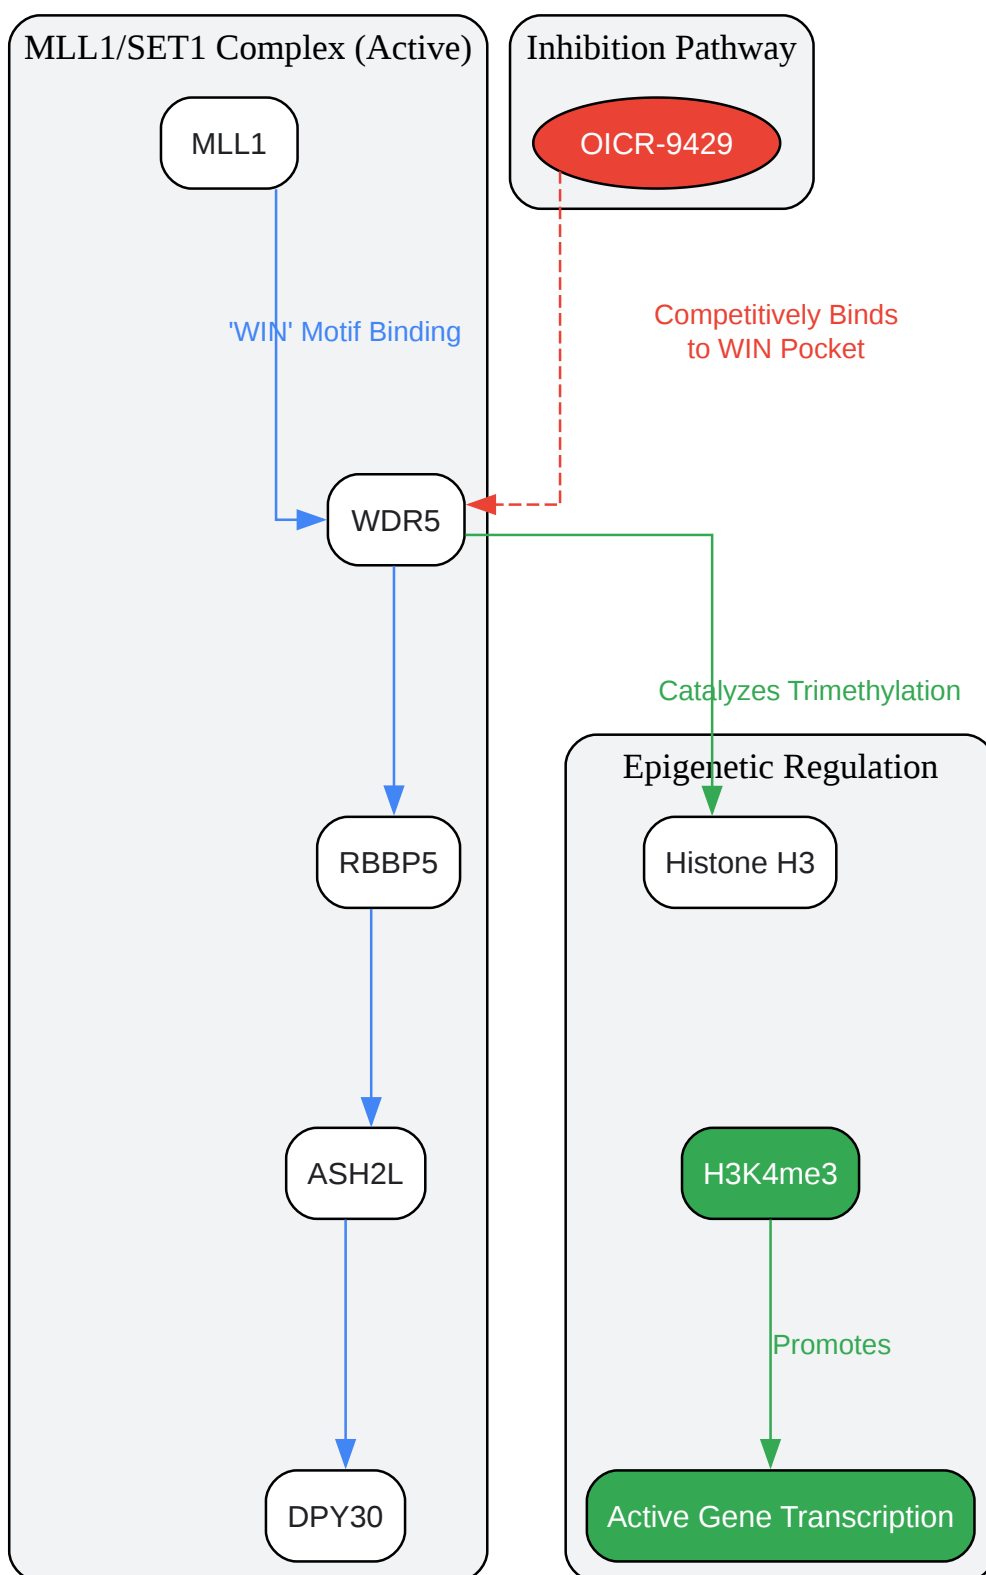 MLL1/SET1 Complex (Active)
Inhibition Pathway
MLL1
OICR-9429
'WIN' Motif Binding
Competitively Binds
to WIN Pocket
WDR5
Catalyzes Trimethylation
Epigenetic Regulation
RBBP5
Histone H3
ASH2L
H3K4me3
Promotes
DPY30
Active Gene Transcription